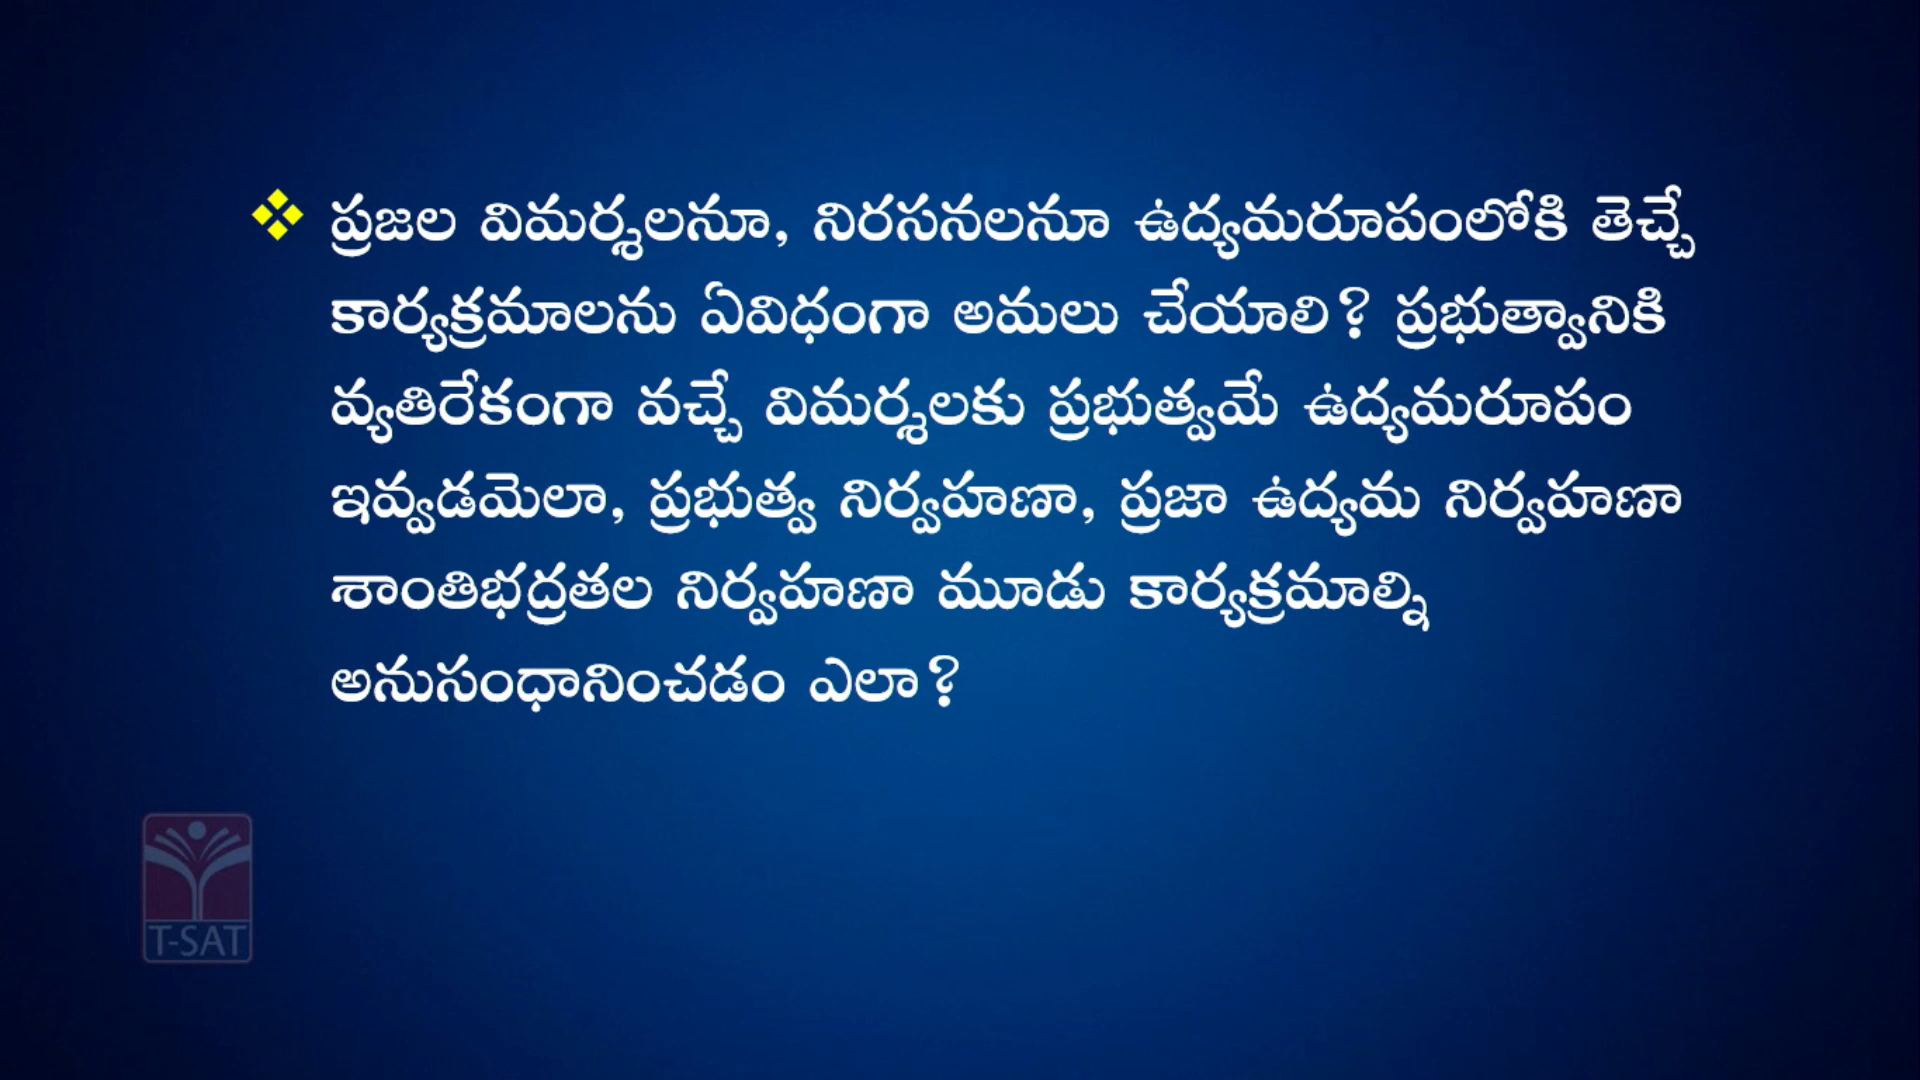 ❖ ప్రజల విమర్శలనూ, నిరసనలనూ ఉద్యమరూపంలోకి తెచ్చే
కార్యక్రమాలను ఏవిధంగా అమలు చేయాలి? ప్రభుత్వానికి
వ్యతిరేకంగా వచ్చే విమర్శలకు ప్రభుత్వమే ఉద్యమరూపం
ఇవ్వడమెలా, ప్రభుత్వ నిర్వహణా, ప్రజా ఉద్యమ నిర్వహణా
శాంతిభద్రతల నిర్వహణా మూడు కార్యక్రమాల్ని
అనుసంధానించడం ఎలా?
T-SAT